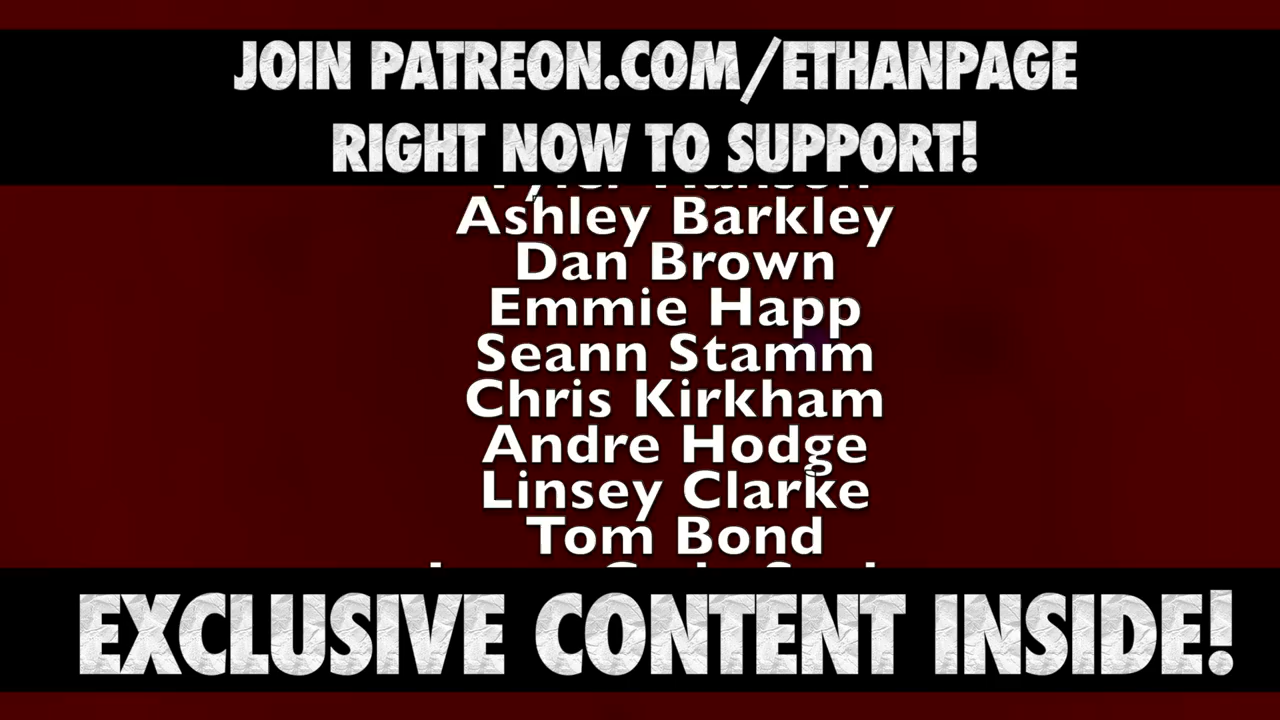 JOIN PATREON.COM/ETHANPAGE
RIGHT NOW TO SUPPORT!
Ashley Barkley
Dan Brown
Emmie Happ
Seann Stamm
Chris Kirkham
Andre Hodge
Linsey Clarke
Tom Bond
EXCLUSIVE CONTENT INSIDE!